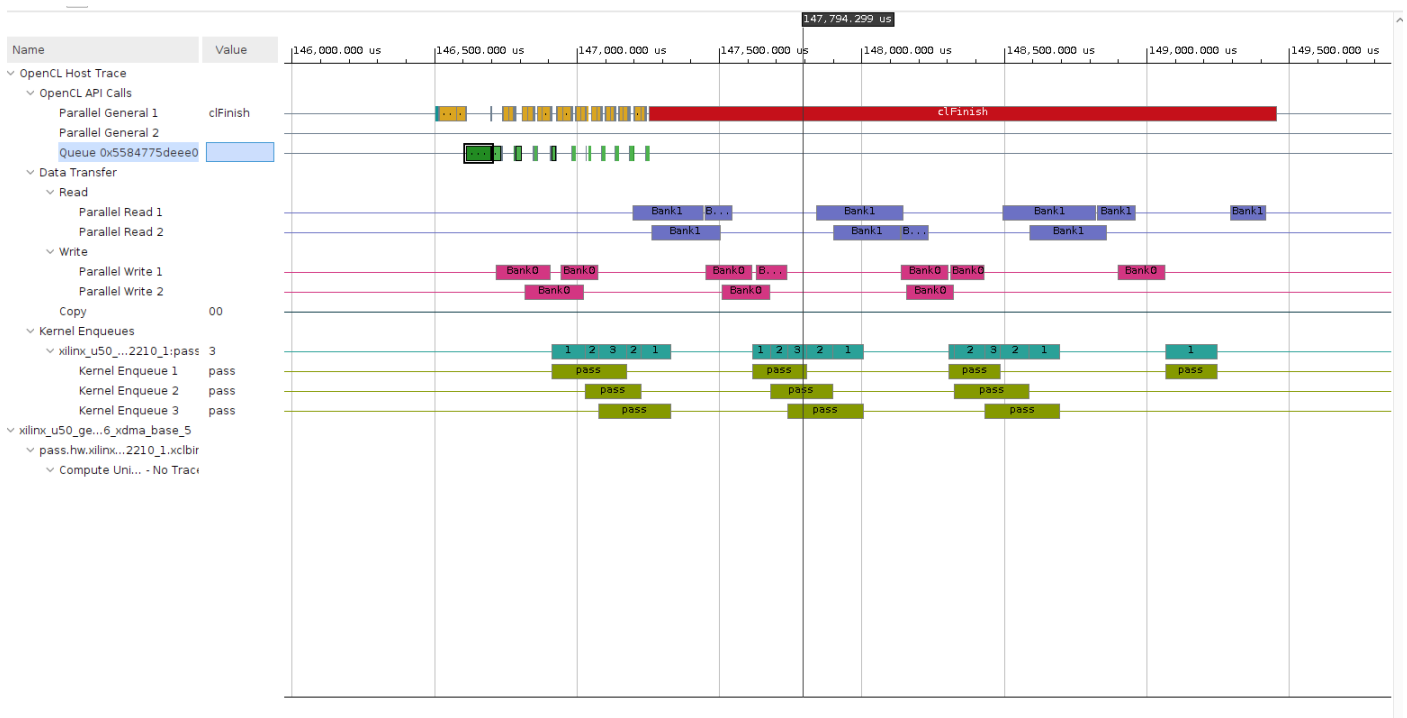 147,794.299 us
Name Value 146,000.000 us 146,500.000 us 147,000.000 us 147,500.000 us 148,000.000 us 148,500.000 us 149,000.000 us 149,500.000 us
OpenCL Host Trace
OpenCL API Calls
Parallel General 1 clFinish ... . clFinish
Parallel General 2
Queue 0x5584775deee0 ... .
Data Transfer
Read
Parallel Read 1 Bank1 B... Bank1 Bank1 Bank1 Bank1
Parallel Read 2 Bank1 Bank1 B... Bank1
Write
Parallel Write 1 Bank0 Bank0 Bank0 B... Bank0 Bank0 Bank0
Parallel Write 2 Bank0 Bank0 Bank0
Copy 00
Kernel Enqueues
xilinx_u50_...2210_1:pass 3 1 2 3 2 1 1 2 3 2 1 2 3 2 1 1
Kernel Enqueue 1 pass pass pass pass pass
Kernel Enqueue 2 pass pass pass pass
Kernel Enqueue 3 pass pass pass pass
xilinx_u50_ge...6_xdma_base_5
pass.hw.xilinx...2210_1.xclbin
Compute Uni... - No Trace